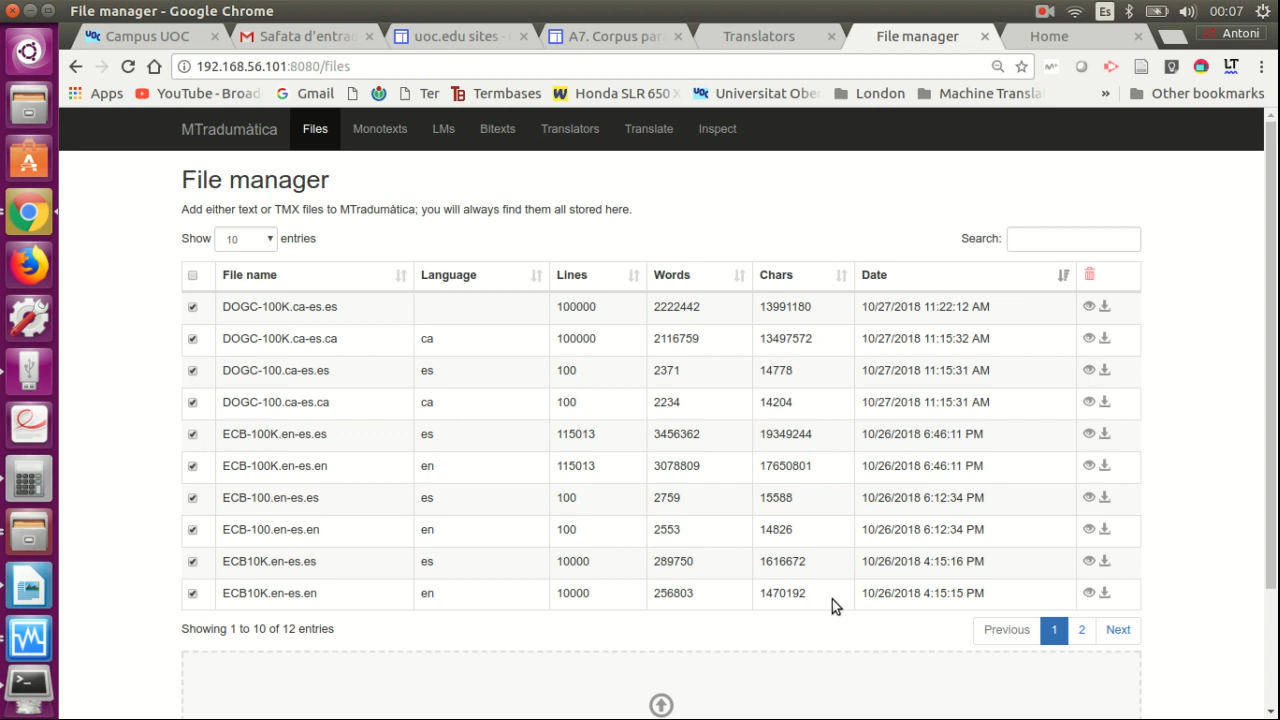 File manager - Google Chrome
Es
00:07
Campus UOC
Safata d'entra
uoc.edu sites
A7. Corpus par
Translators
File manager
Home
Antoni
192.168.56.101:8080/files
LT
Apps
YouTube - Broad
Gmail
Ter
Termbases
Honda SLR 650
Universitat Ober
London
Machine Transla
»
Other bookmarks
MTradumàtica Files Monotexts LMs Bitexts Translators Translate Inspect
File manager
Add either text or TMX files to MTradumàtica; you will always find them all stored here.
Show 10 entries
Search:
File name Language Lines Words Chars Date
DOGC-100K.ca-es.es 100000 2222442 13991180 10/27/2018 11:22:12 AM
DOGC-100K.ca-es.ca ca 100000 2116759 13497572 10/27/2018 11:15:32 AM
DOGC-100.ca-es.es es 100 2371 14778 10/27/2018 11:15:31 AM
DOGC-100.ca-es.ca ca 100 2234 14204 10/27/2018 11:15:31 AM
ECB-100K.en-es.es es 115013 3456362 19349244 10/26/2018 6:46:11 PM
ECB-100K.en-es.en en 115013 3078809 17650801 10/26/2018 6:46:11 PM
ECB-100.en-es.es es 100 2759 15588 10/26/2018 6:12:34 PM
ECB-100.en-es.en en 100 2553 14826 10/26/2018 6:12:34 PM
ECB10K.en-es.es es 10000 289750 1616672 10/26/2018 4:15:16 PM
ECB10K.en-es.en en 10000 256803 1470192 10/26/2018 4:15:15 PM
Showing 1 to 10 of 12 entries
Previous 1 2 Next